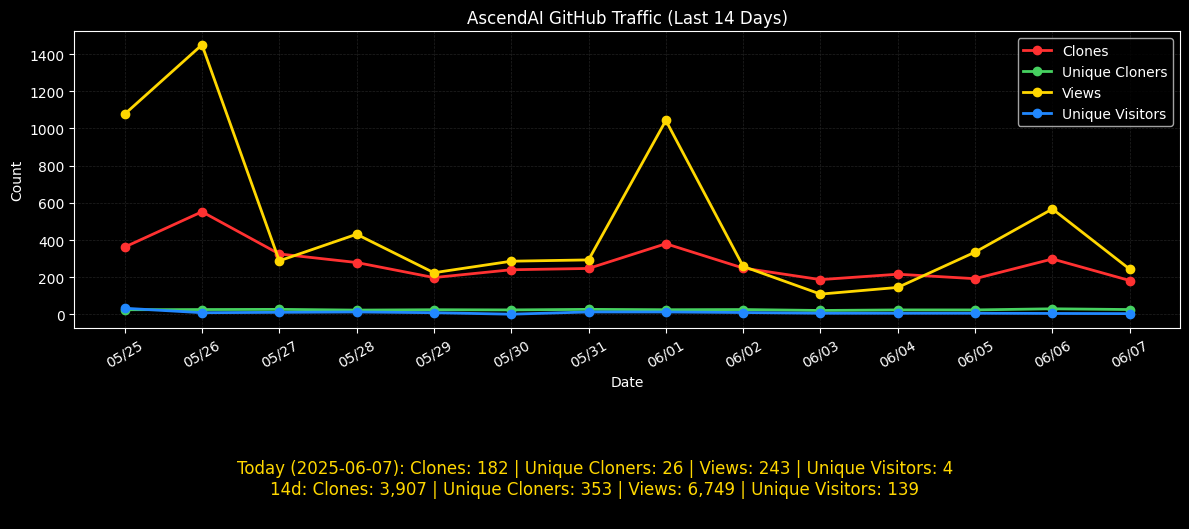 AscendAI GitHub Traffic (Last 14 Days)
Clones
Unique Cloners
Views
Unique Visitors
Count
1400
1200
1000
800
600
400
200
0
05/25
05/26
05/27
05/28
05/29
05/30
05/31
06/01
06/02
06/03
06/04
06/05
06/06
06/07
Date
Today (2025-06-07): Clones: 182 | Unique Cloners: 26 | Views: 243 | Unique Visitors: 4
14d: Clones: 3,907 | Unique Cloners: 353 | Views: 6,749 | Unique Visitors: 139